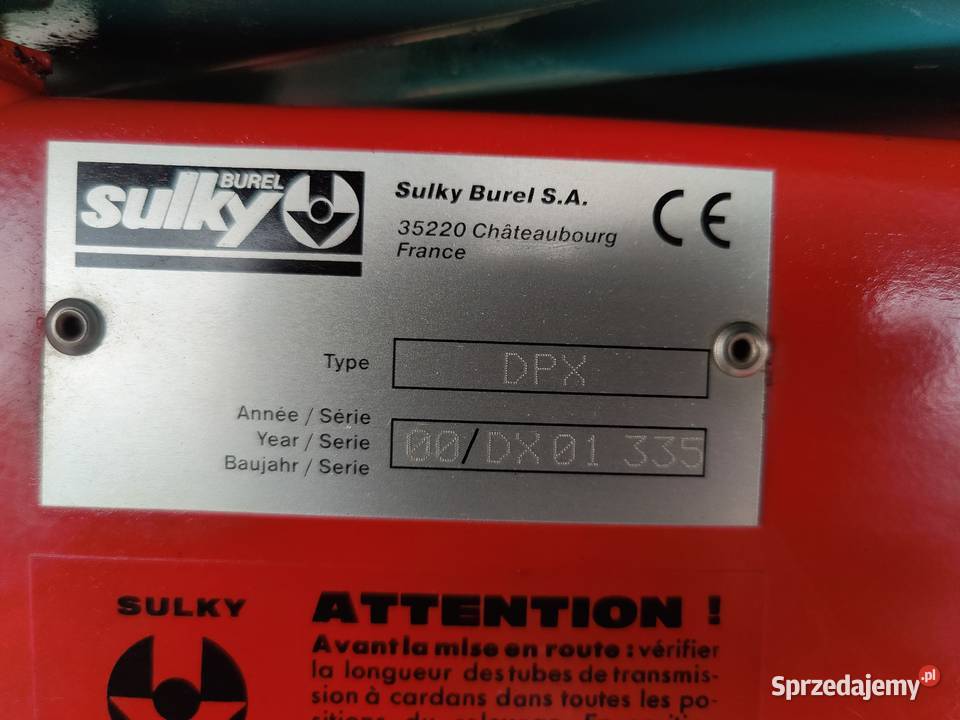 BUREL
sulky
Sulky Burel S.A.
35220 Châteaubourg
France
CE
Type
DPX
Année / Série
Year / Serie
Baujahr / Serie
00/DX 01 335
SULKY
ATTENTION !
Avant la mise en route : vérifier
la longueur des tubes de transmis-
sion à cardans dans toutes les po-
sitions du
Sprzedajemy.pl